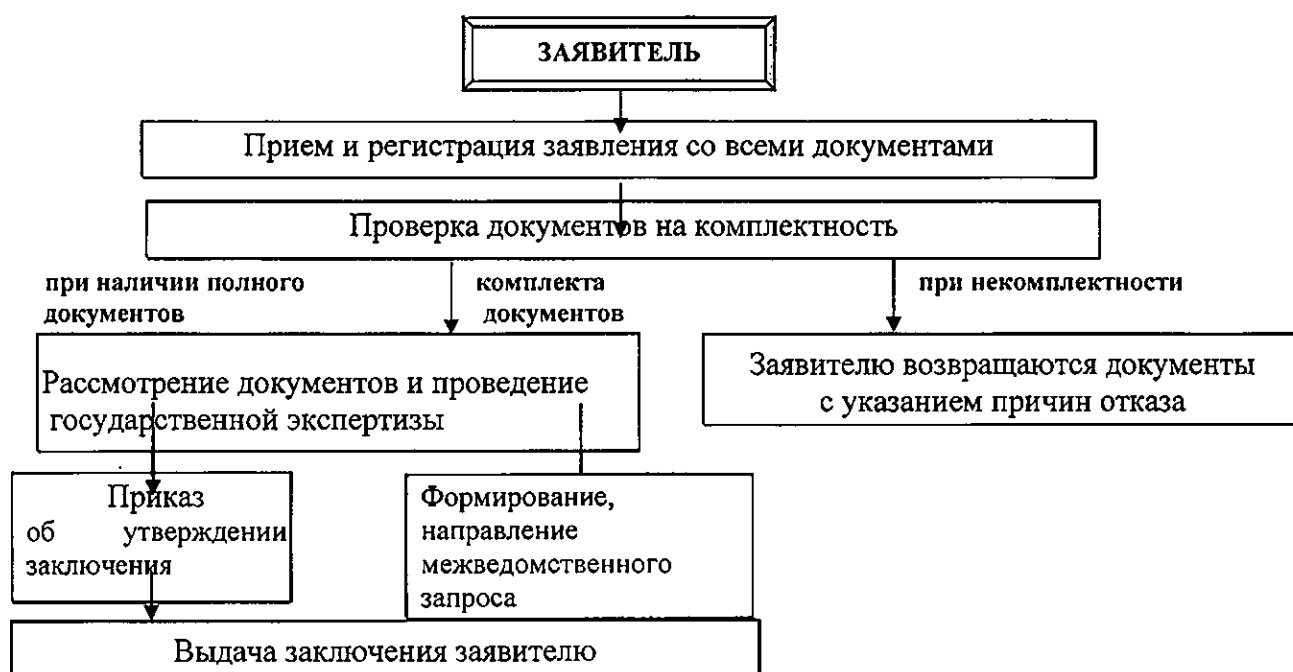 ЗАЯВИТЕЛЬ
Прием и регистрация заявления со всеми документами
Проверка документов на комплектность
при наличии полного
документов
комплекта
документов
при некомплектности
Рассмотрение документов и проведение
государственной экспертизы
Заявителю возвращаются документы
с указанием причин отказа
Приказ
об утверждении
заключения
Формирование,
направление
межведомственного
запроса
Выдача заключения заявителю